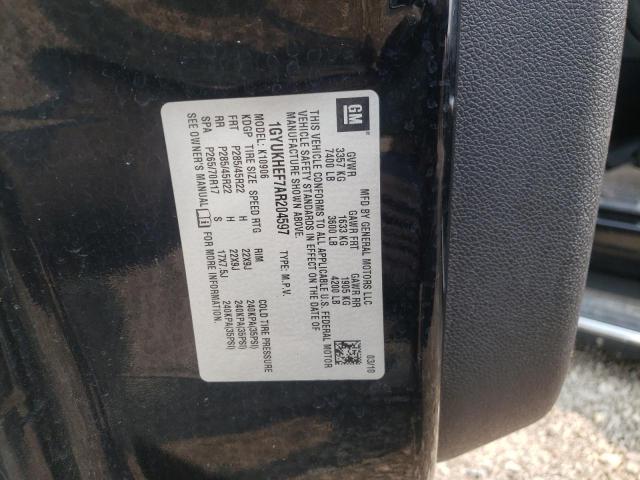 GM
MFD BY GENERAL MOTORS LLC
03/10
GVWR GAWR FRT GAWR RR
3357 KG 1633 KG 1905 KG
7400 LB 3600 LB 4200 LB
THIS VEHICLE CONFORMS TO ALL APPLICABLE U.S. FEDERAL MOTOR
VEHICLE SAFETY STANDARDS IN EFFECT ON THE DATE OF
MANUFACTURE SHOWN ABOVE.
1GYUKHEF7AR204597 TYPE: M.P.V.
MODEL: K10906
KDGP TIRE SIZE SPEED RTG RIM COLD TIRE PRESSURE
FRT P285/45R22 H 22X9J 240KPA(35PSI)
RR P285/45R22 H 22X9J 240KPA(35PSI)
SPA P265/70R17 S 17X7.5J 240KPA(35PSI)
SEE OWNER'S MANUAL FOR MORE INFORMATION.